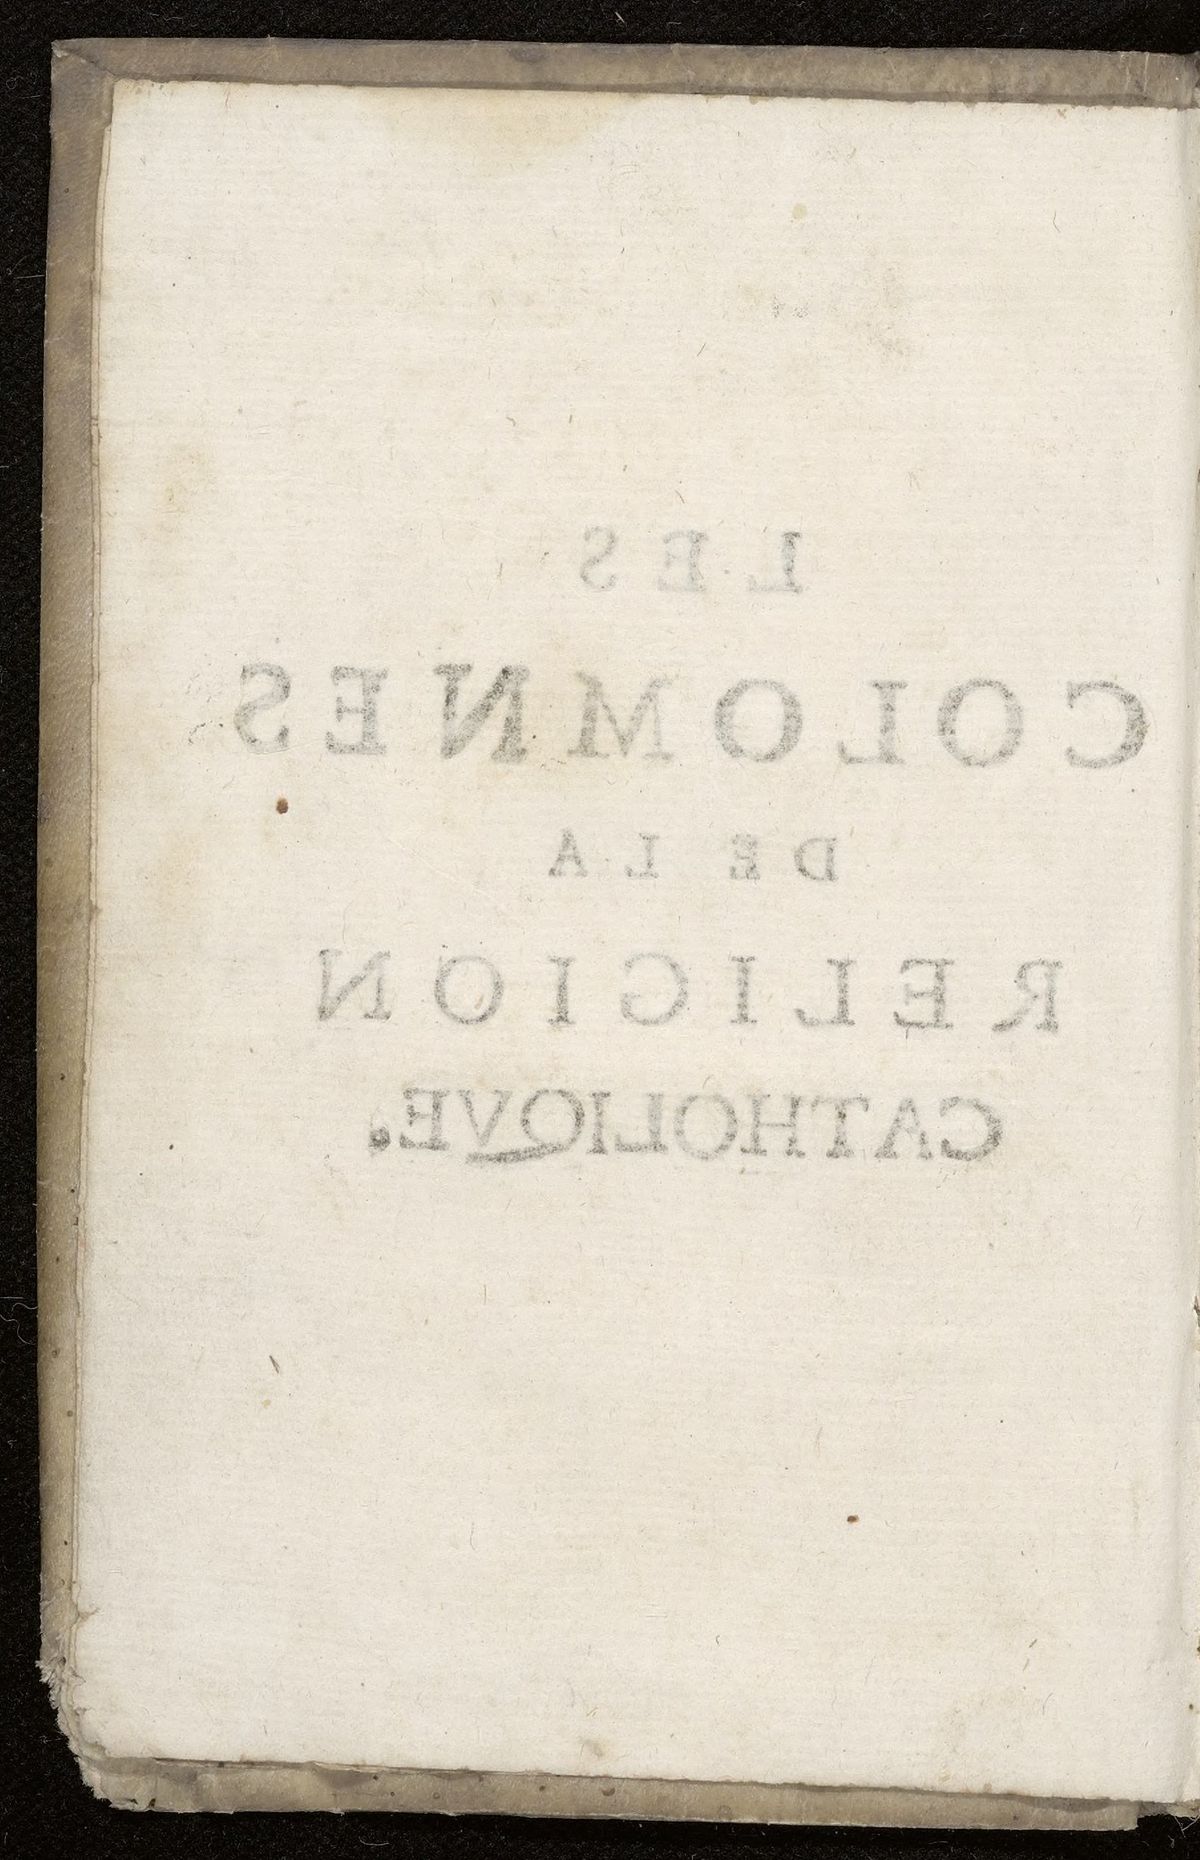 LES
COLOMNES
DE LA
RELIGION
CATHOLIQVE.